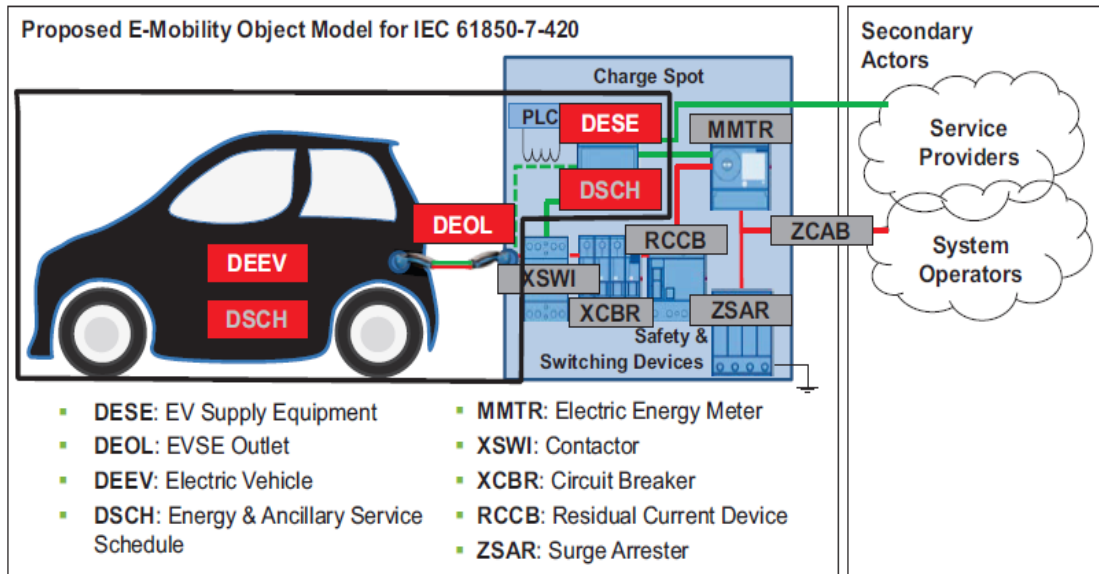 Proposed E-Mobility Object Model for IEC 61850-7-420
Secondary
Actors
Charge Spot
PLC
DESE
MMTR
Service
Providers
DSCH
DEOL
RCCB
ZCAB
System
Operators
DEEV
XSWI
DSCH
XCBR
ZSAR
Safety &
Switching Devices
▪ DESE: EV Supply Equipment
▪ DEOL: EVSE Outlet
▪ DEEV: Electric Vehicle
▪ DSCH: Energy & Ancillary Service
Schedule
▪ MMTR: Electric Energy Meter
▪ XSWI: Contactor
▪ XCBR: Circuit Breaker
▪ RCCB: Residual Current Device
▪ ZSAR: Surge Arrester